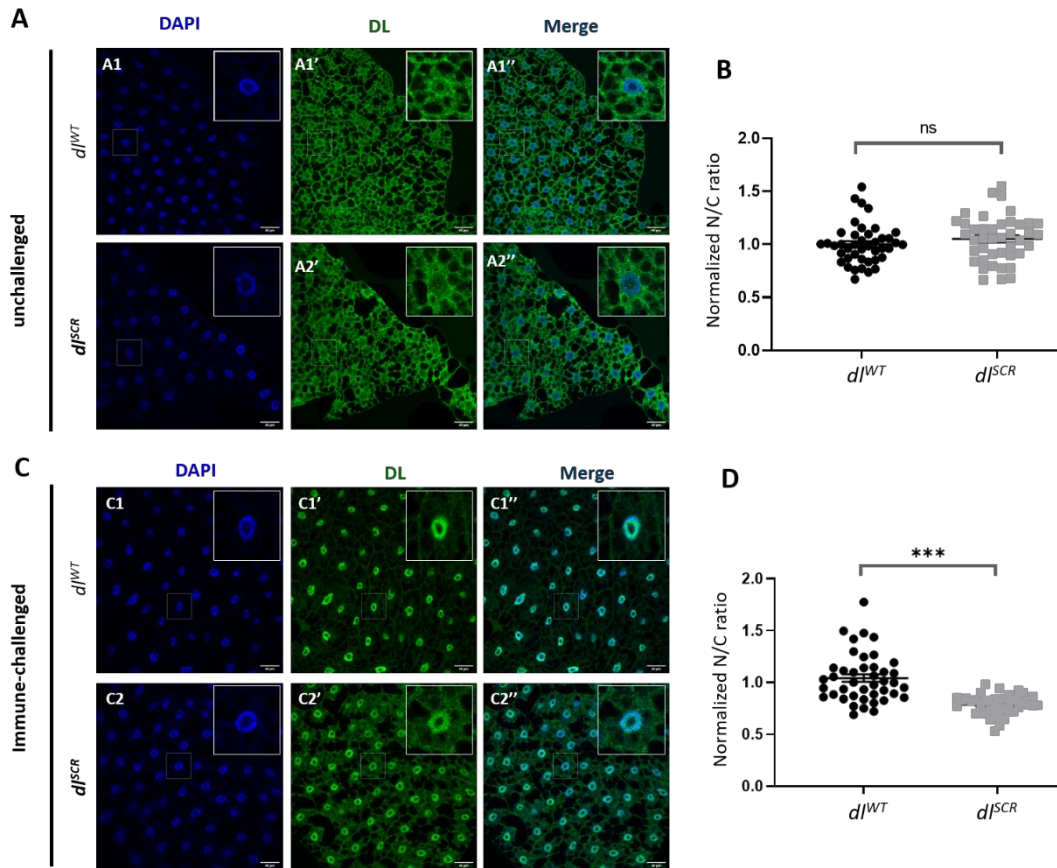 A
DAPI
DL
Merge
unchallenged
dl^WT
A1
A1’
A1’’
dl^SCR
A2
A2’
A2’’
B
Normalized N/C ratio
2.0
1.5
1.0
0.5
0.0
ns
dl^WT
dl^SCR
C
DAPI
DL
Merge
Immune-challenged
dl^WT
C1
C1’
C1’’
dl^SCR
C2
C2’
C2’’
D
Normalized N/C ratio
2.0
1.5
1.0
0.5
0.0
***
dl^WT
dl^SCR